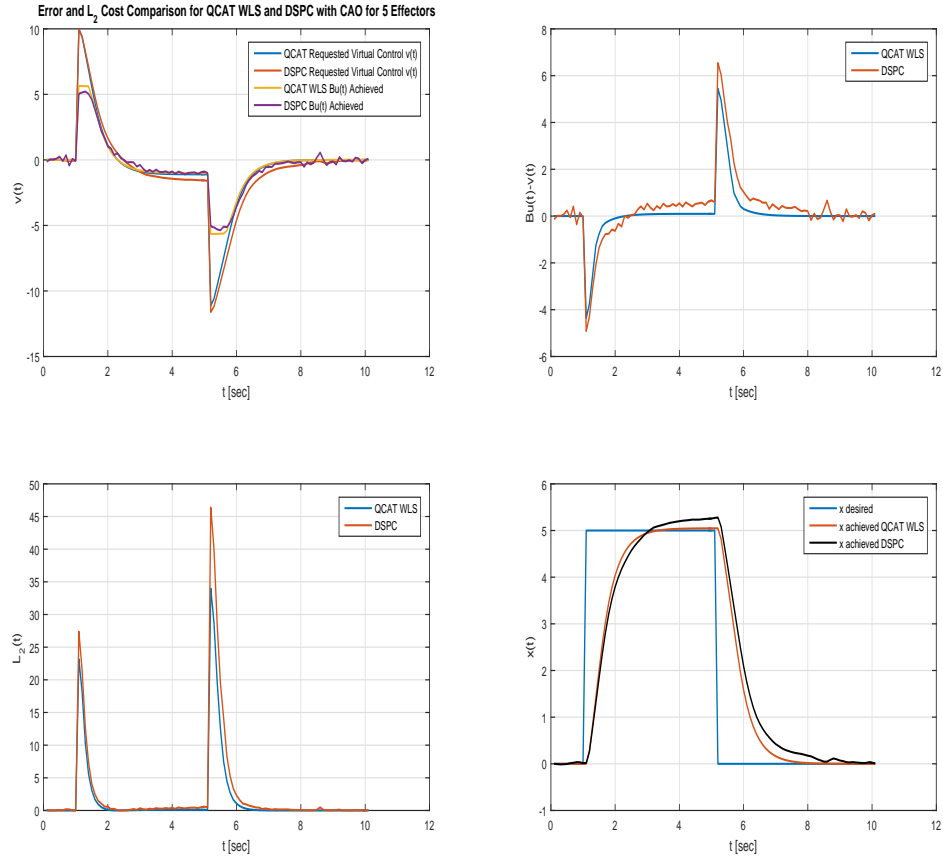 Error and L2 Cost Comparison for QCAT WLS and DSPC with CAO for 5 Effectors
10
5
0
-5
-10
-15
v(t)
0 2 4 6 8 10 12
t [sec]
QCAT Requested Virtual Control v(t)
DSPC Requested Virtual Control v(t)
QCAT WLS Bu(t) Achieved
DSPC Bu(t) Achieved
8
6
4
2
0
-2
-4
-6
Bu(t)-v(t)
0 2 4 6 8 10 12
t [sec]
QCAT WLS
DSPC
50
45
40
35
30
25
20
15
10
5
0
L2(t)
0 2 4 6 8 10 12
t [sec]
QCAT WLS
DSPC
6
5
4
3
2
1
0
-1
x(t)
0 2 4 6 8 10 12
t [sec]
x desired
x achieved QCAT WLS
x achieved DSPC